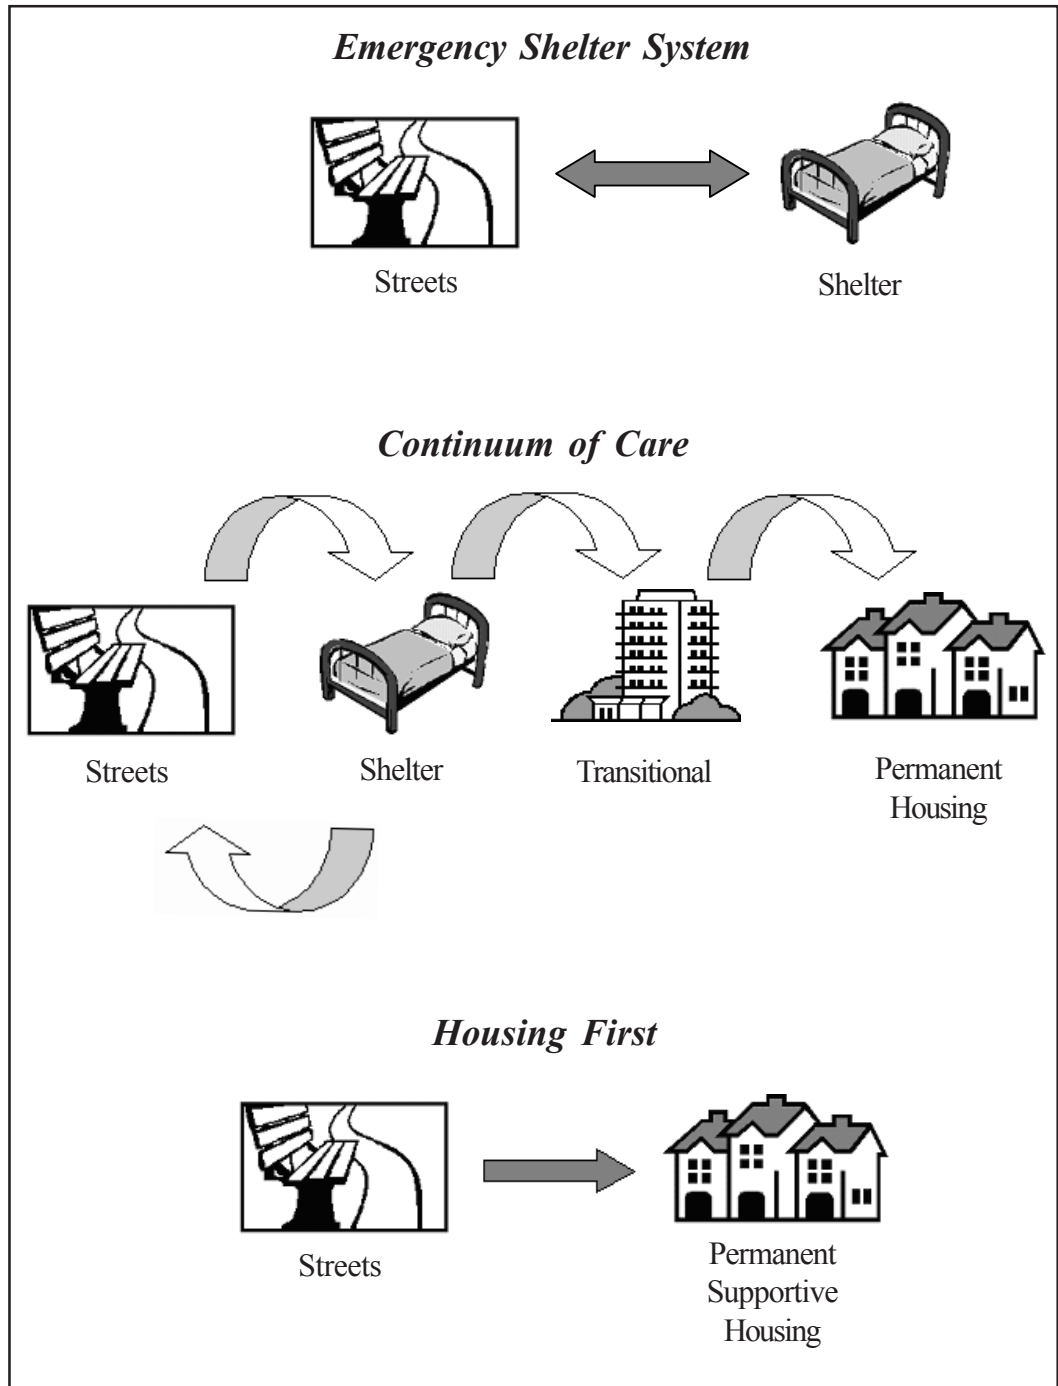 Emergency Shelter System
Streets
Shelter
Continuum of Care
Streets
Shelter
Transitional
Permanent
Housing
Housing First
Streets
Permanent
Supportive
Housing